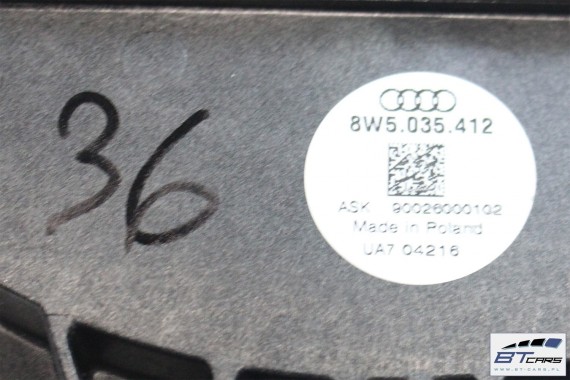 36
8W5.035.412
ASK 90026000102
Made in Poland
UA7 04216
BT CARS
WWW.BT-CARS.PL